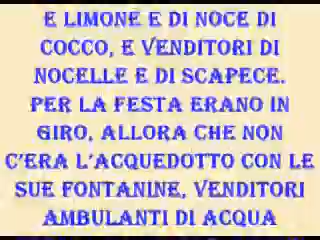 E LIMONE E DI NOCE DI
COCCO, E VENDITORI DI
NOCELLE E DI SCAPECE.
PER LA FESTA ERANO IN
GIRO, ALLORA CHE NON
C'ERA L'ACQUEDOTTO CON LE
SUE FONTANINE, VENDITORI
AMBULANTI DI ACQUA